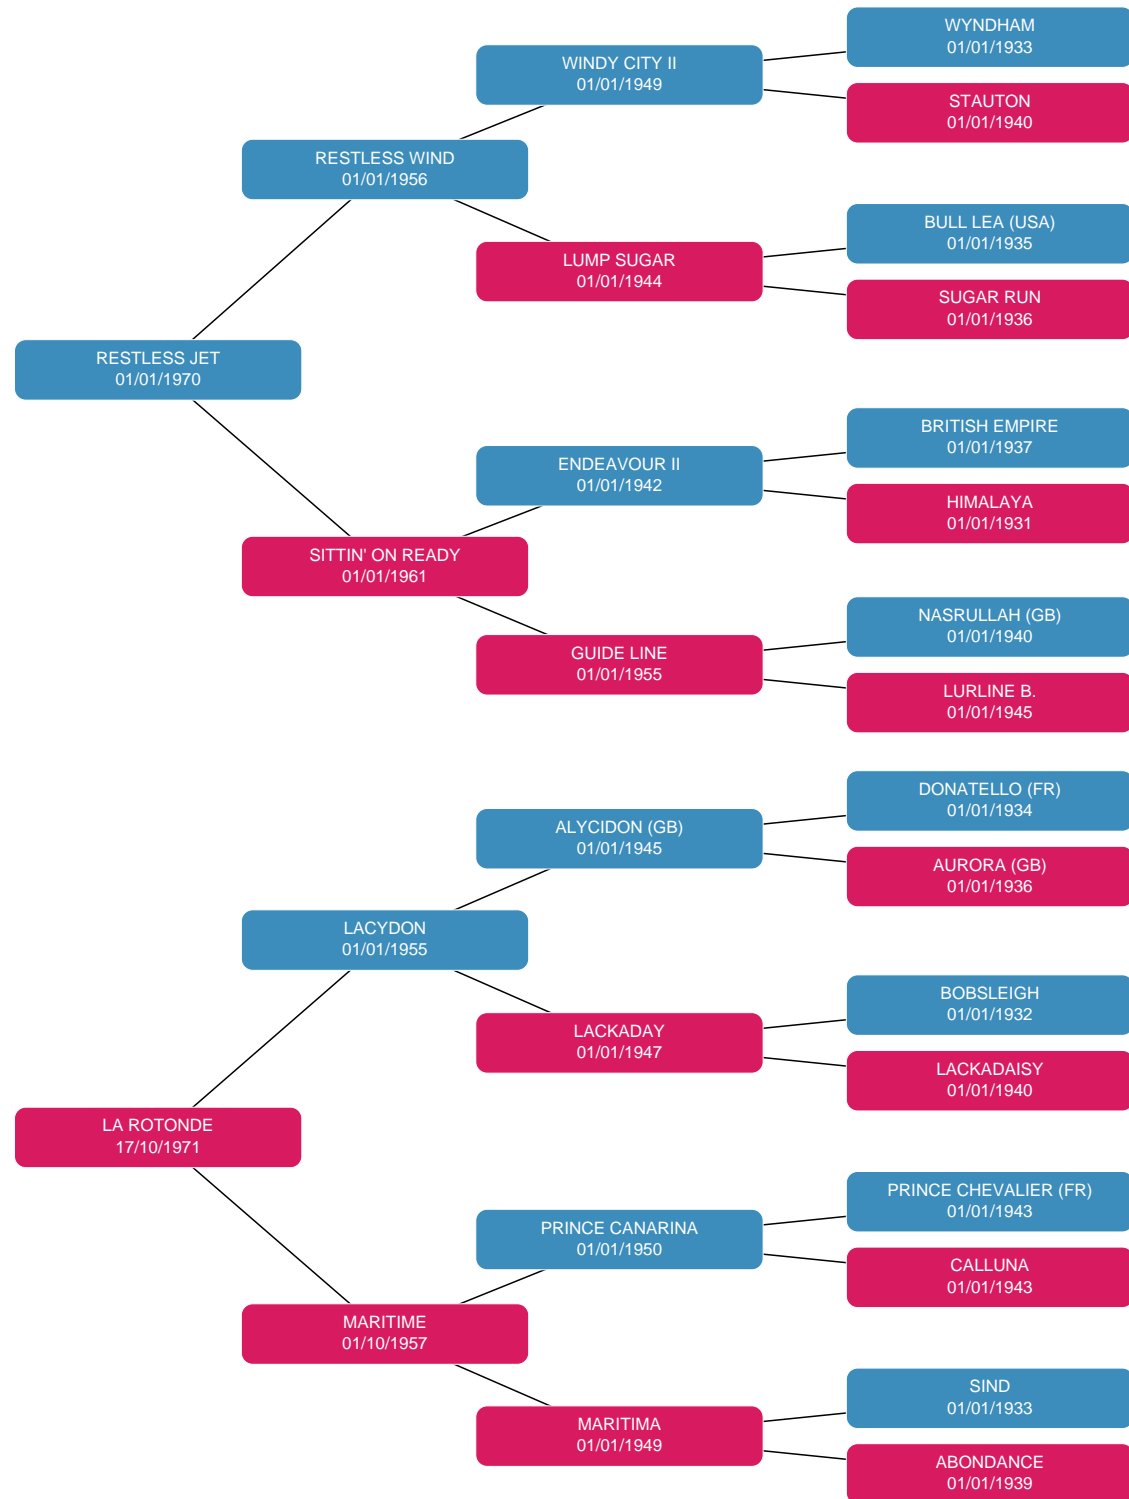 WYNDHAM
01/01/1933
WINDY CITY II
01/01/1949
STAUTON
01/01/1940
RESTLESS WIND
01/01/1956
BULL LEA (USA)
01/01/1935
LUMP SUGAR
01/01/1944
SUGAR RUN
01/01/1936
RESTLESS JET
01/01/1970
BRITISH EMPIRE
01/01/1937
ENDEAVOUR II
01/01/1942
HIMALAYA
01/01/1931
SITTIN' ON READY
01/01/1961
NASRULLAH (GB)
01/01/1940
GUIDE LINE
01/01/1955
LURLINE B.
01/01/1945
DONATELLO (FR)
01/01/1934
ALYCIDON (GB)
01/01/1945
AURORA (GB)
01/01/1936
LACYDON
01/01/1955
BOBSLEIGH
01/01/1932
LACKADAY
01/01/1947
LACKADAISY
01/01/1940
LA ROTONDE
17/10/1971
PRINCE CHEVALIER (FR)
01/01/1943
PRINCE CANARINA
01/01/1950
CALLUNA
01/01/1943
MARITIME
01/10/1957
SIND
01/01/1933
MARITIMA
01/01/1949
ABONDANCE
01/01/1939